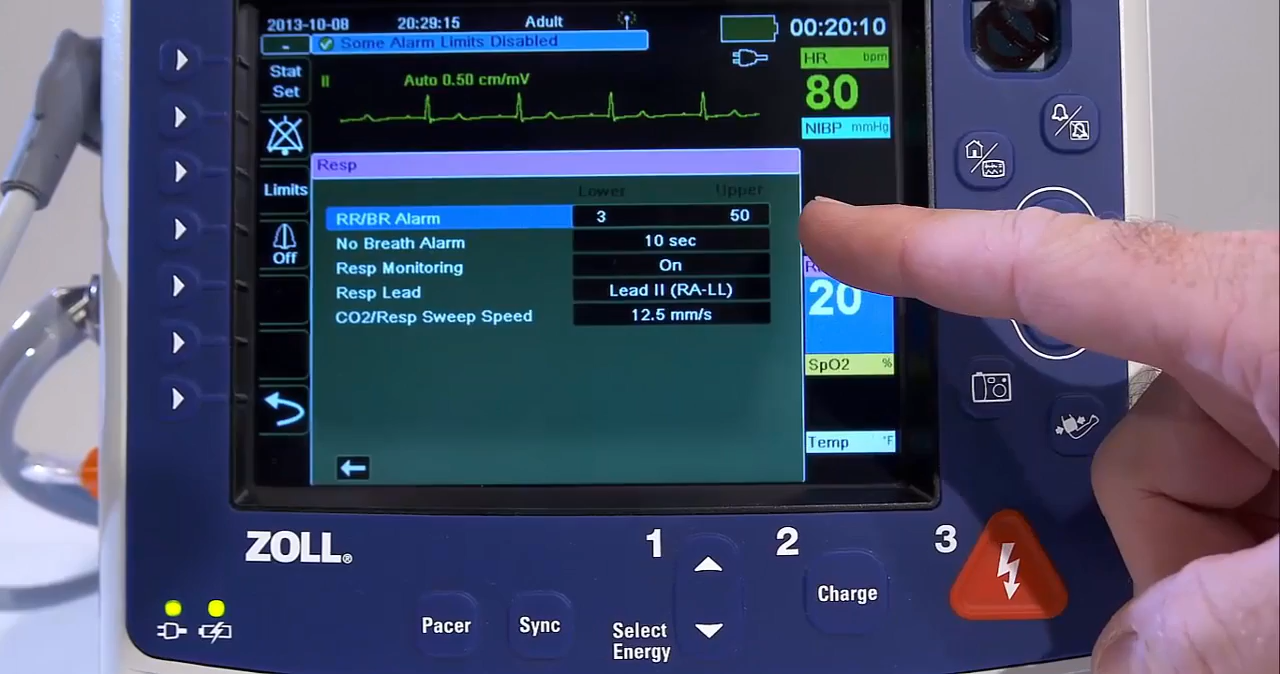 2013-10-08 20:29:15 Adult 00:20:10
- Some Alarm Limits Disabled
HR bpm
Stat
Set
II Auto 0.50 cm/mV
80
NIBP mmHg
Resp
Limits
Lower Upper
RR/BR Alarm 3 50
No Breath Alarm 10 sec
Off
Resp Monitoring On
Resp Lead Lead II (RA-LL)
20
CO2/Resp Sweep Speed 12.5 mm/s
SpO2 %
Temp °F
ZOLL®
1 2 3
Pacer
Sync
Select
Energy
Charge